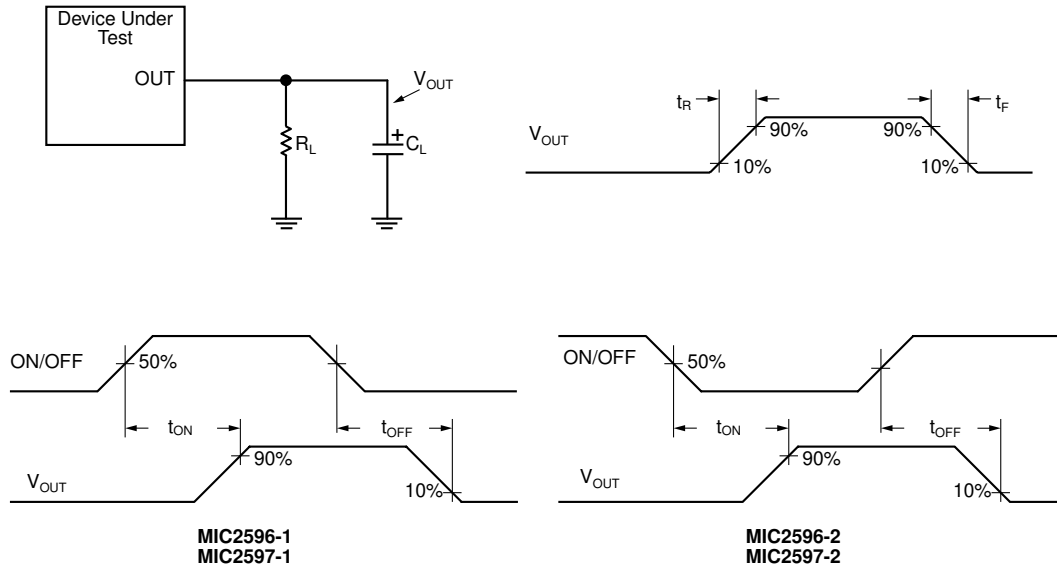 Device Under
Test
OUT
V_OUT
R_L
+
C_L
t_R
t_F
V_OUT
90%
90%
10%
10%
ON/OFF
50%
t_ON
t_OFF
V_OUT
90%
10%
MIC2596-1
MIC2597-1
ON/OFF
50%
t_ON
t_OFF
V_OUT
90%
10%
MIC2596-2
MIC2597-2